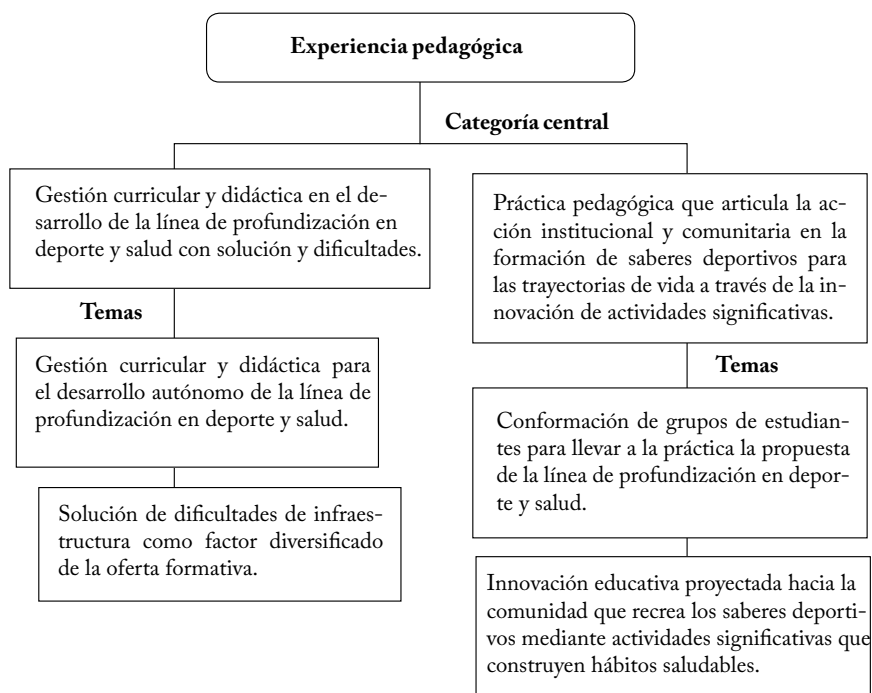 Experiencia pedagógica
Categoría central
Gestión curricular y didáctica en el de-
sarrollo de la línea de profundización en
deporte y salud con solución y dificultades.
Temas
Gestión curricular y didáctica para
el desarrollo autónomo de la línea de
profundización en deporte y salud.
Solución de dificultades de infrae-
structura como factor diversificado
de la oferta formativa.
Práctica pedagógica que articula la ac-
ción institucional y comunitaria en la
formación de saberes deportivos para
las trayectorias de vida a través de la in-
novación de actividades significativas.
Temas
Conformación de grupos de estudian-
tes para llevar a la práctica la propuesta
de la línea de profundización en depor-
te y salud.
Innovación educativa proyectada hacia la
comunidad que recrea los saberes deporti-
vos mediante actividades significativas que
construyen hábitos saludables.